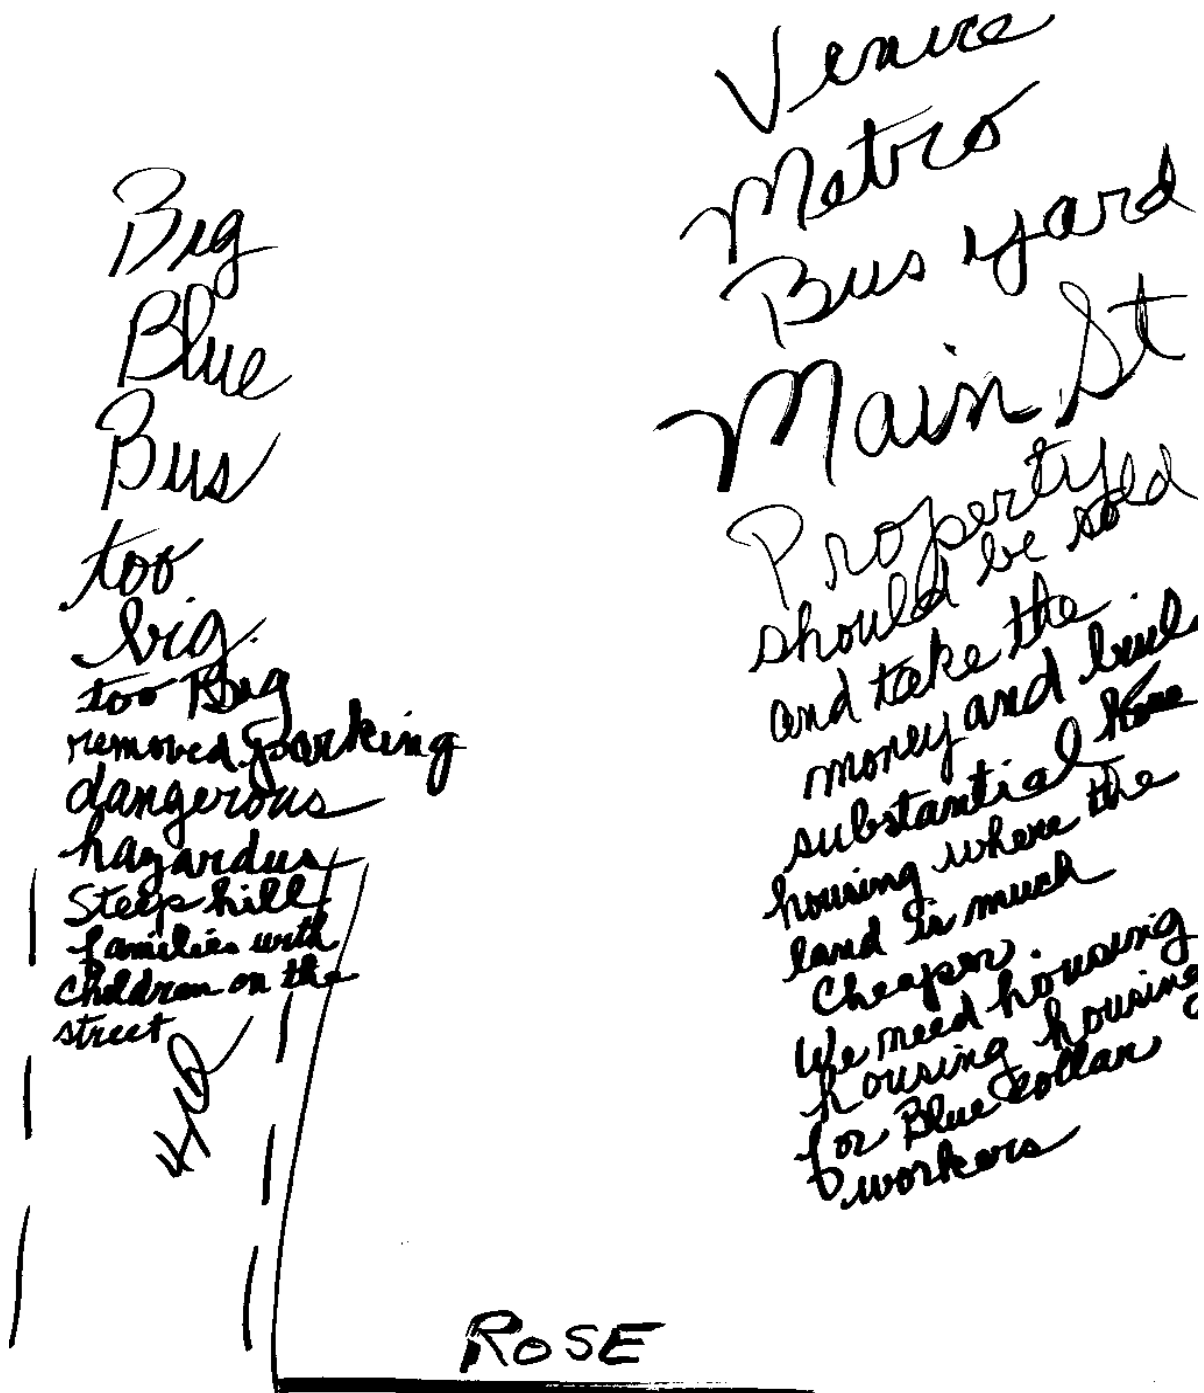 Big
Blue
Bus
too
big.
too Big
removed parking
dangerous
hazardus
Steep hill
families with
children on the
street
Venice
Metro
Bus yard
Main St
Property
should be sold
and take the
money and buil
substantial
housing where the
land is much
cheaper
We need housing
housing housing
for Blue collar
workers
ROSE